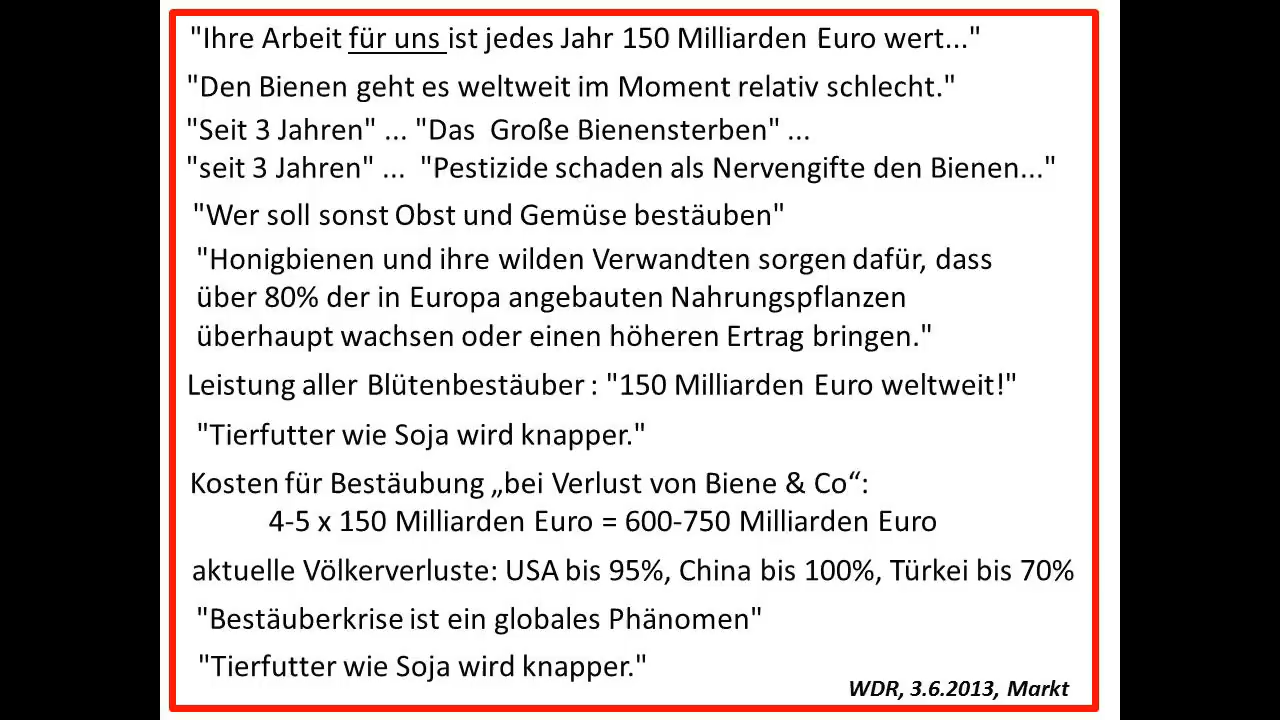 "Ihre Arbeit für uns ist jedes Jahr 150 Milliarden Euro wert..."
"Den Bienen geht es weltweit im Moment relativ schlecht."
"Seit 3 Jahren" ... "Das  Große Bienensterben" ...
"seit 3 Jahren" ...  "Pestizide schaden als Nervengifte den Bienen..."
"Wer soll sonst Obst und Gemüse bestäuben"
"Honigbienen und ihre wilden Verwandten sorgen dafür, dass
über 80% der in Europa angebauten Nahrungspflanzen
überhaupt wachsen oder einen höheren Ertrag bringen."
Leistung aller Blütenbestäuber : "150 Milliarden Euro weltweit!"
"Tierfutter wie Soja wird knapper."
Kosten für Bestäubung „bei Verlust von Biene & Co“:
4-5 x 150 Milliarden Euro = 600-750 Milliarden Euro
aktuelle Völkerverluste: USA bis 95%, China bis 100%, Türkei bis 70%
"Bestäuberkrise ist ein globales Phänomen"
"Tierfutter wie Soja wird knapper."
WDR, 3.6.2013, Markt